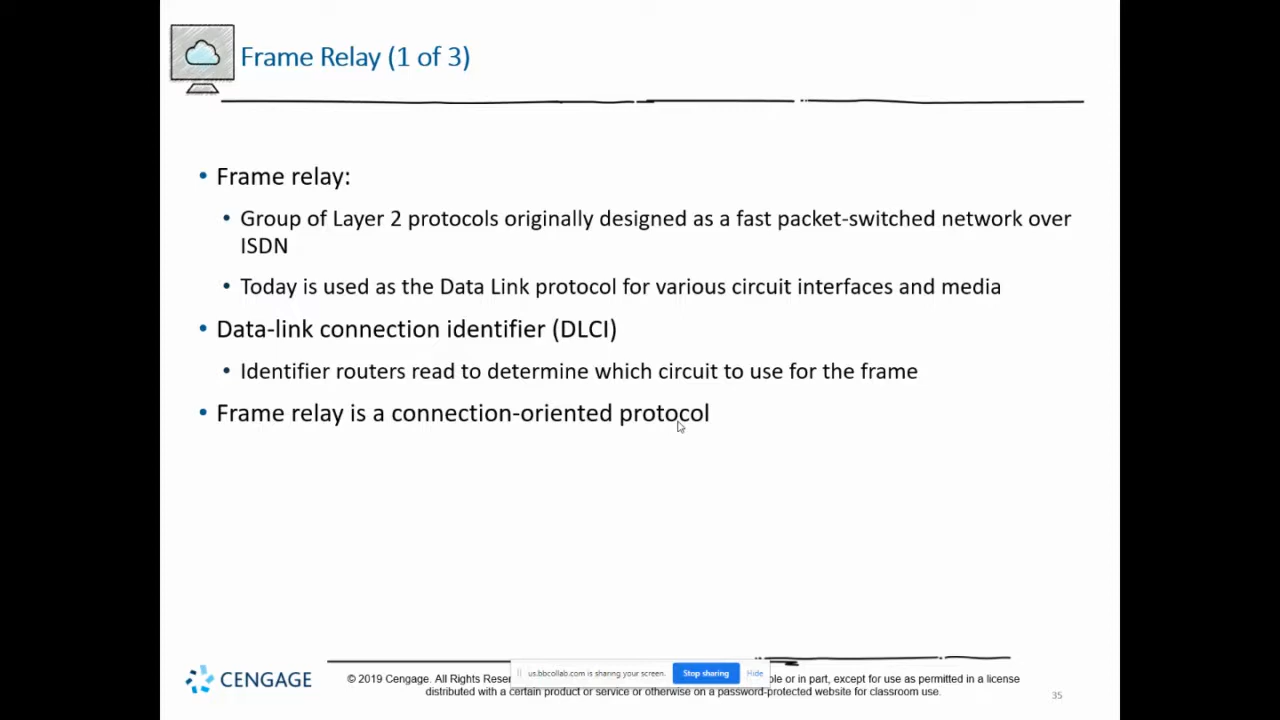 Frame Relay (1 of 3)
• Frame relay:
• Group of Layer 2 protocols originally designed as a fast packet-switched network over
ISDN
• Today is used as the Data Link protocol for various circuit interfaces and media
• Data-link connection identifier (DLCI)
• Identifier routers read to determine which circuit to use for the frame
• Frame relay is a connection-oriented protocol
CENGAGE
© 2019 Cengage. All Rights Reser
us.bbcollab.com is sharing your screen.
Stop sharing
Hide
ole or in part, except for use as permitted in a license
distributed with a certain product or service or otherwise on a password-protected website for classroom use.
35